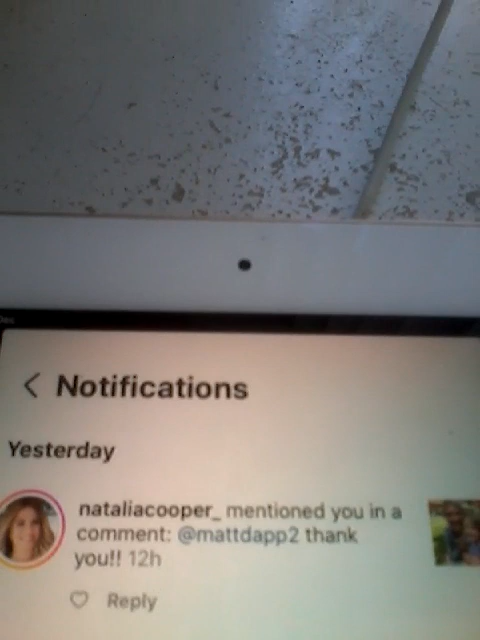 Notifications
Yesterday
nataliacooper_ mentioned you in a
comment: @mattdapp2 thank
you!! 12h
Reply